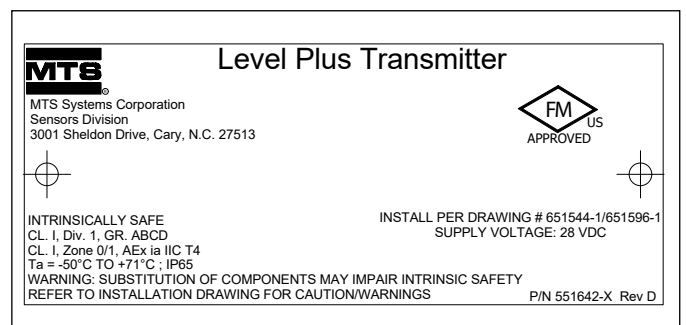 MTS
Level Plus Transmitter
MTS Systems Corporation
Sensors Division
3001 Sheldon Drive, Cary, N.C. 27513
FM
US
APPROVED
INTRINSICALLY SAFE
CL. I, Div. 1, GR. ABCD
CL. I, Zone 0/1, AEx ia IIC T4
Ta = -50°C TO +71°C ; IP65
INSTALL PER DRAWING # 651544-1/651596-1
SUPPLY VOLTAGE: 28 VDC
WARNING: SUBSTITUTION OF COMPONENTS MAY IMPAIR INTRINSIC SAFETY
REFER TO INSTALLATION DRAWING FOR CAUTION/WARNINGS
P/N 551642-X Rev D